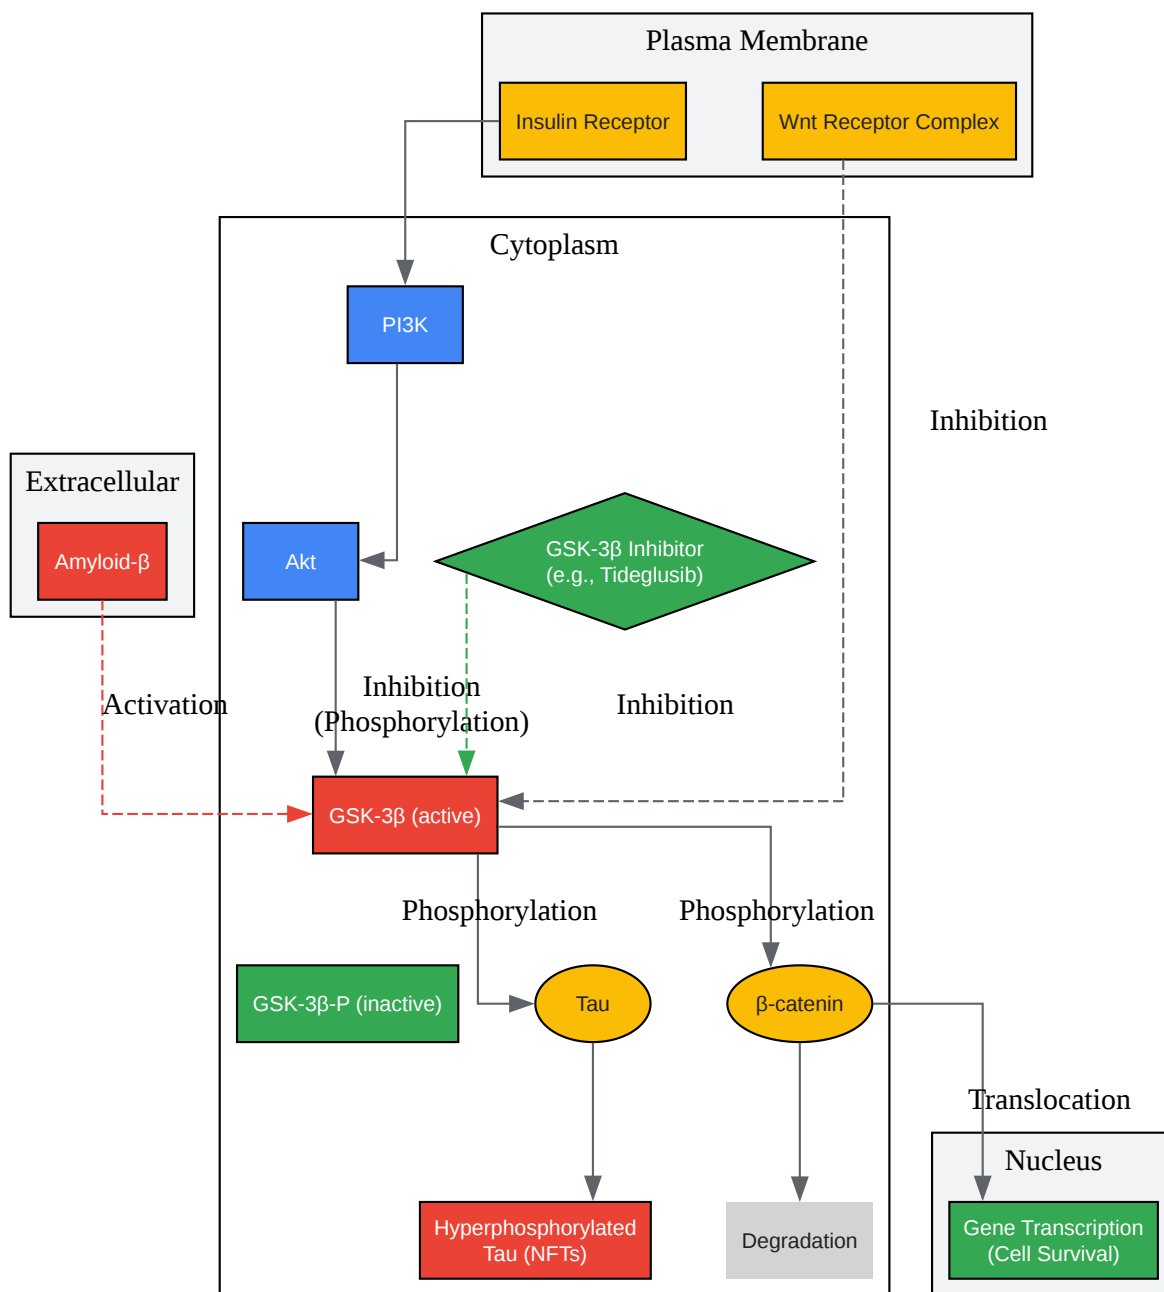 Plasma Membrane
Insulin Receptor
Wnt Receptor Complex
Cytoplasm
PI3K
Inhibition
Extracellular
Amyloid-β
Akt
GSK-3β Inhibitor
(e.g., Tideglusib)
Activation
Inhibition
(Phosphorylation)
Inhibition
GSK-3β (active)
Phosphorylation
Phosphorylation
GSK-3β-P (inactive)
Tau
β-catenin
Translocation
Nucleus
Hyperphosphorylated
Tau (NFTs)
Degradation
Gene Transcription
(Cell Survival)